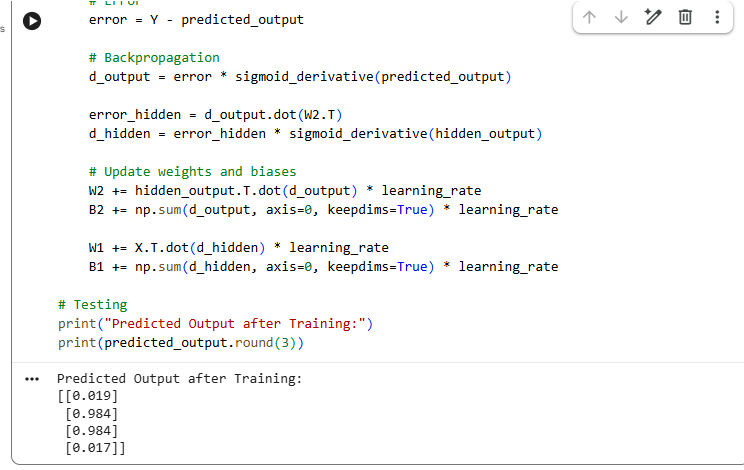 # Error
error = Y - predicted_output
# Backpropagation
d_output = error * sigmoid_derivative(predicted_output)
error_hidden = d_output.dot(W2.T)
d_hidden = error_hidden * sigmoid_derivative(hidden_output)
# Update weights and biases
W2 += hidden_output.T.dot(d_output) * learning_rate
B2 += np.sum(d_output, axis=0, keepdims=True) * learning_rate
W1 += X.T.dot(d_hidden) * learning_rate
B1 += np.sum(d_hidden, axis=0, keepdims=True) * learning_rate
# Testing
print("Predicted Output after Training:")
print(predicted_output.round(3))
Predicted Output after Training:
[[0.019]
[0.984]
[0.984]
[0.017]]